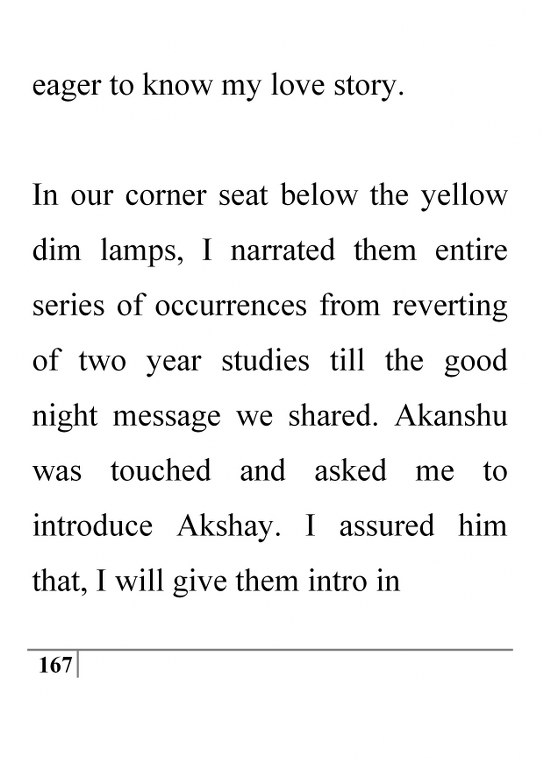 eager to know my love story.
In our corner seat below the yellow
dim lamps, I narrated them entire
series of occurrences from reverting
of two year studies till the good
night message we shared. Akanshu
was touched and asked me to
introduce Akshay. I assured him
that, I will give them intro in
167